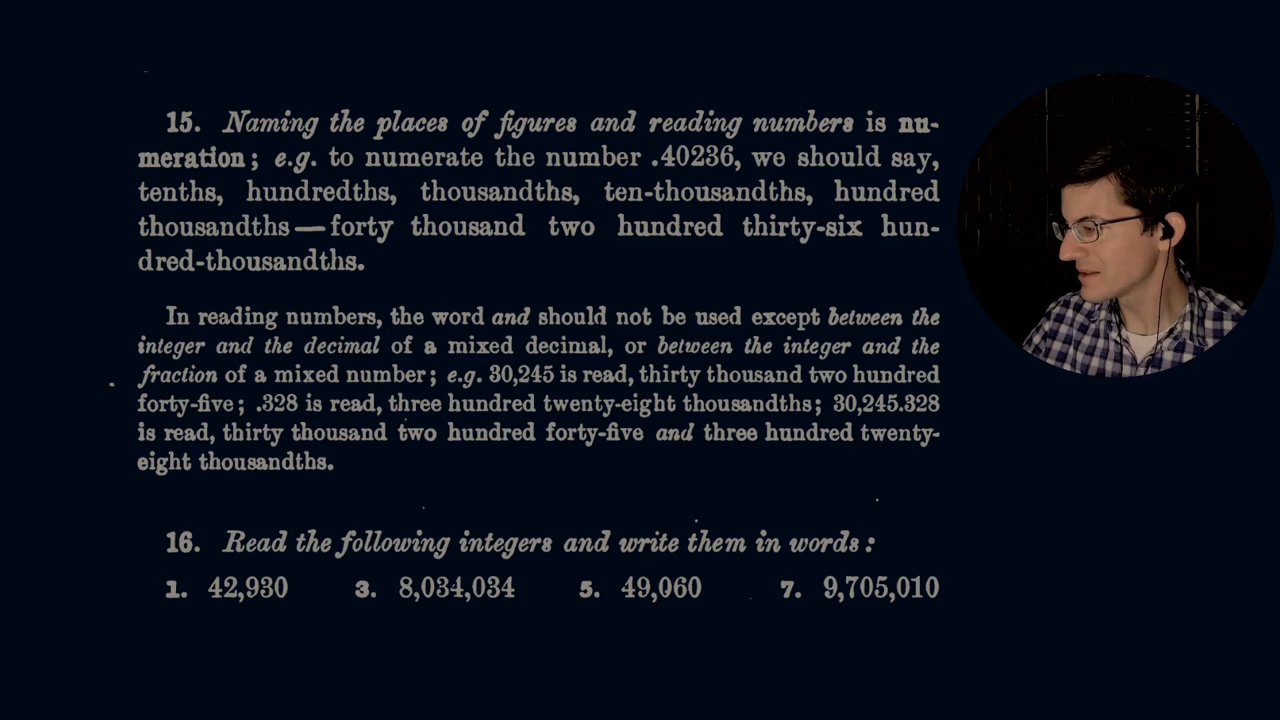 15. Naming the places of figures and reading numbers is nu-
meration; e.g. to numerate the number .40236, we should say,
tenths, hundredths, thousandths, ten-thousandths, hundred
thousandths—forty thousand two hundred thirty-six hun-
dred-thousandths.
In reading numbers, the word and should not be used except between the
integer and the decimal of a mixed decimal, or between the integer and the
fraction of a mixed number; e.g. 30,245 is read, thirty thousand two hundred
forty-five; .328 is read, three hundred twenty-eight thousandths; 30,245.328
is read, thirty thousand two hundred forty-five and three hundred twenty-
eight thousandths.
16. Read the following integers and write them in words:
1. 42,930 3. 8,034,034 5. 49,060 7. 9,705,010